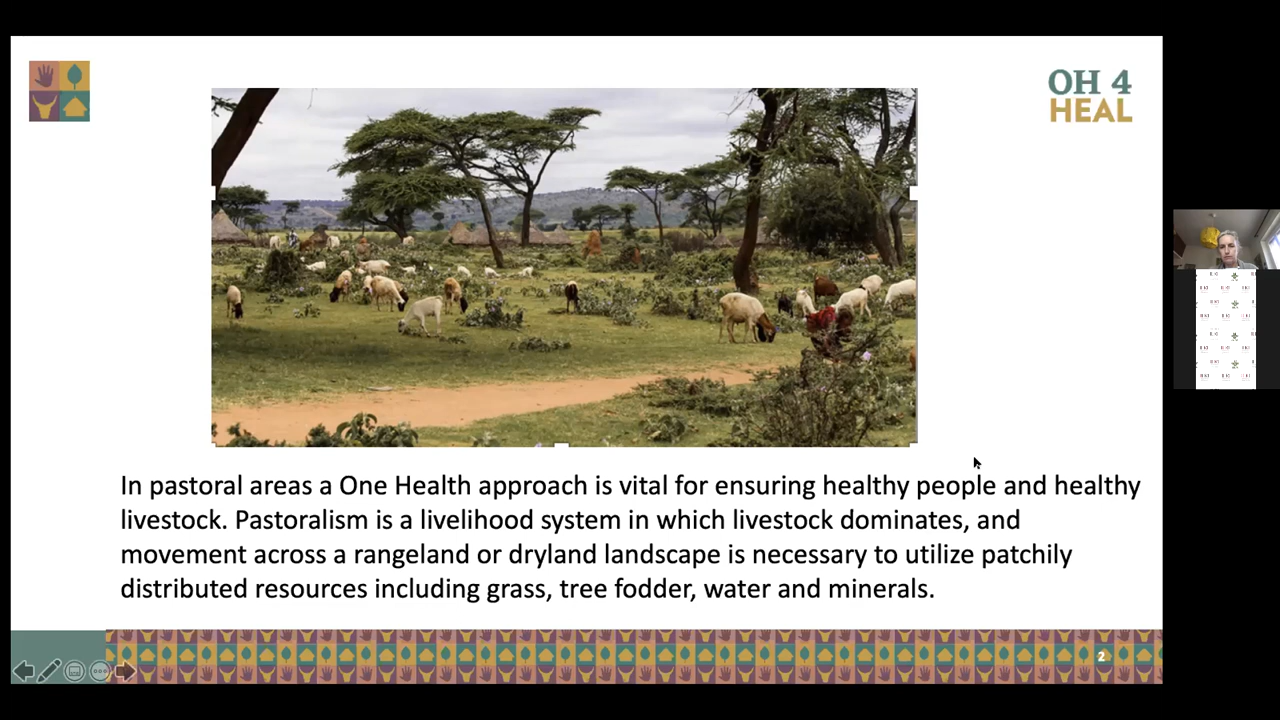 OH 4
HEAL
In pastoral areas a One Health approach is vital for ensuring healthy people and healthy
livestock. Pastoralism is a livelihood system in which livestock dominates, and
movement across a rangeland or dryland landscape is necessary to utilize patchily
distributed resources including grass, tree fodder, water and minerals.
2